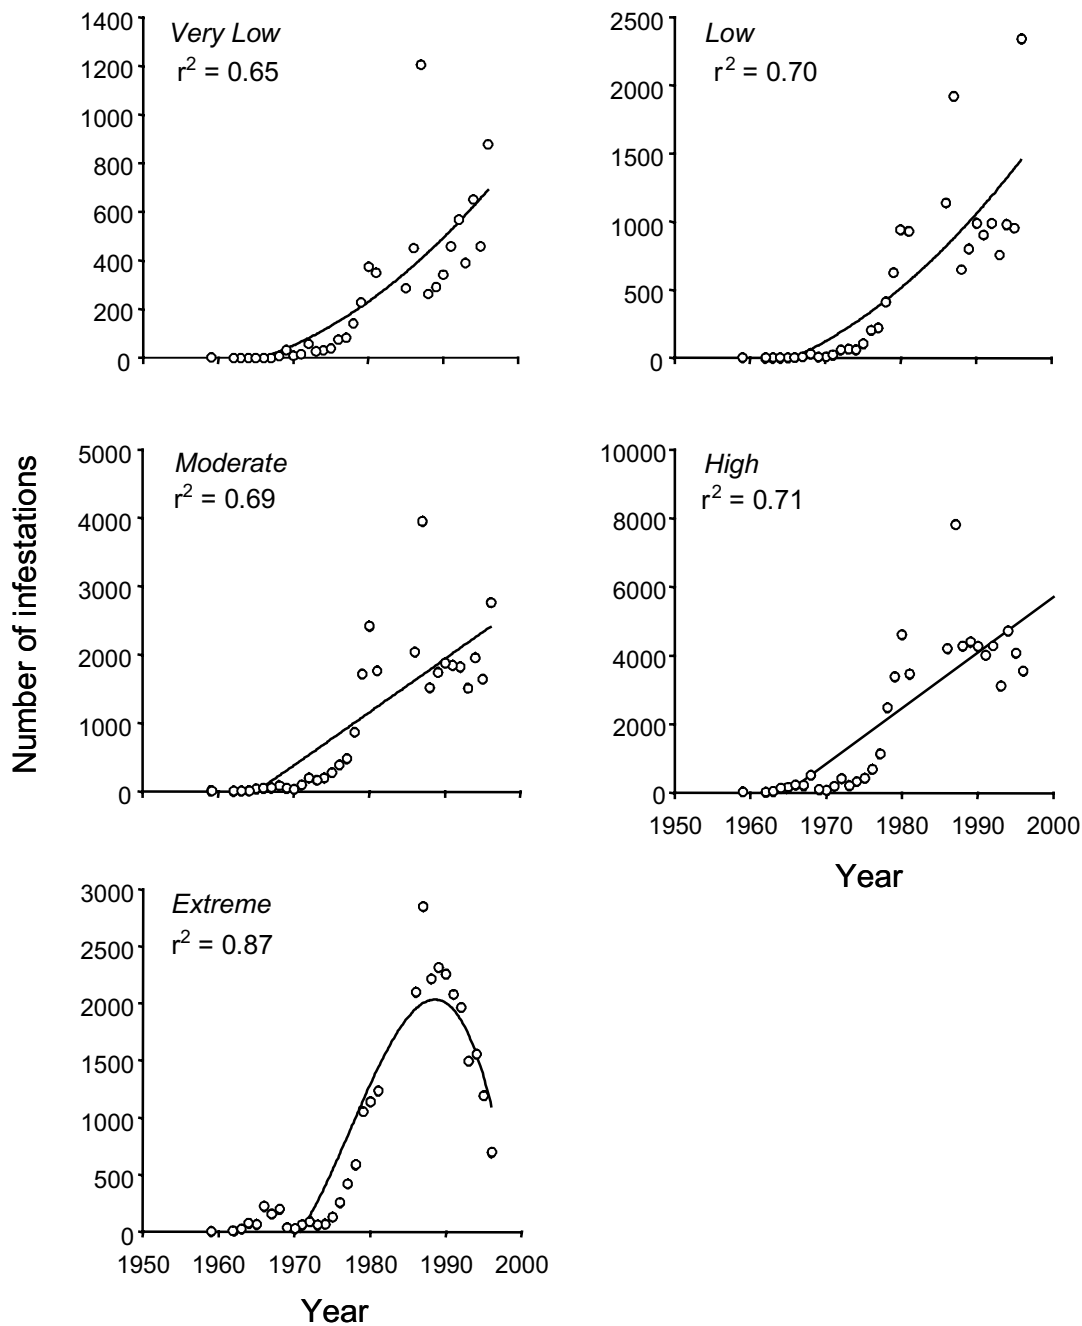 Very Low
r² = 0.65
1400
1200
1000
800
600
400
200
0
Low
r² = 0.70
2500
2000
1500
1000
500
0
Number of infestations
Moderate
r² = 0.69
5000
4000
3000
2000
1000
0
High
r² = 0.71
10000
8000
6000
4000
2000
0
1950 1960 1970 1980 1990 2000
Year
Extreme
r² = 0.87
3000
2500
2000
1500
1000
500
0
1950 1960 1970 1980 1990 2000
Year